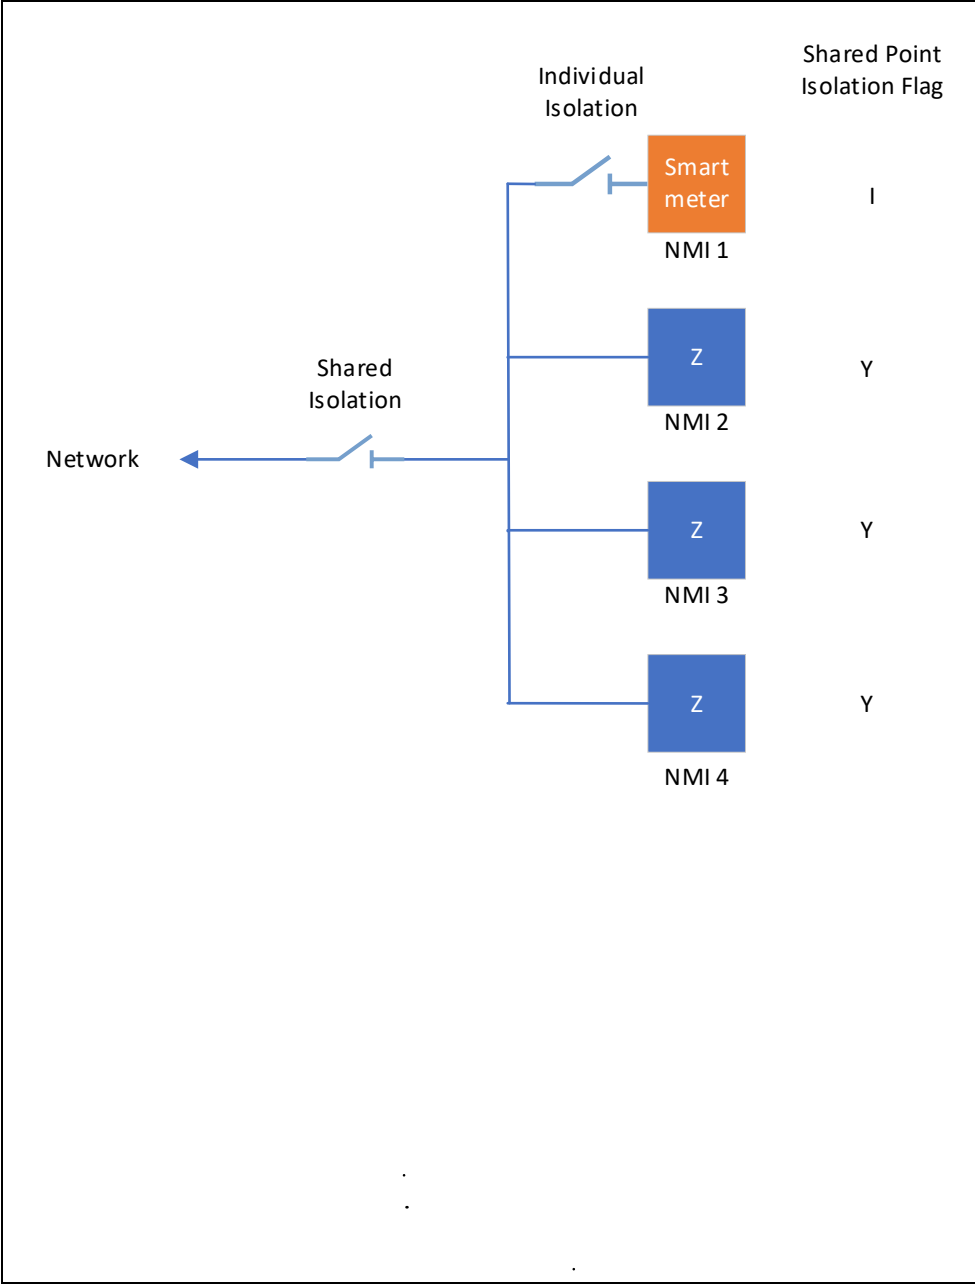 Shared Point
Isolation Flag
Individual
Isolation
Smart
meter
I
NMI 1
Z
Y
NMI 2
Shared
Isolation
Network
Z
Y
NMI 3
Z
Y
NMI 4